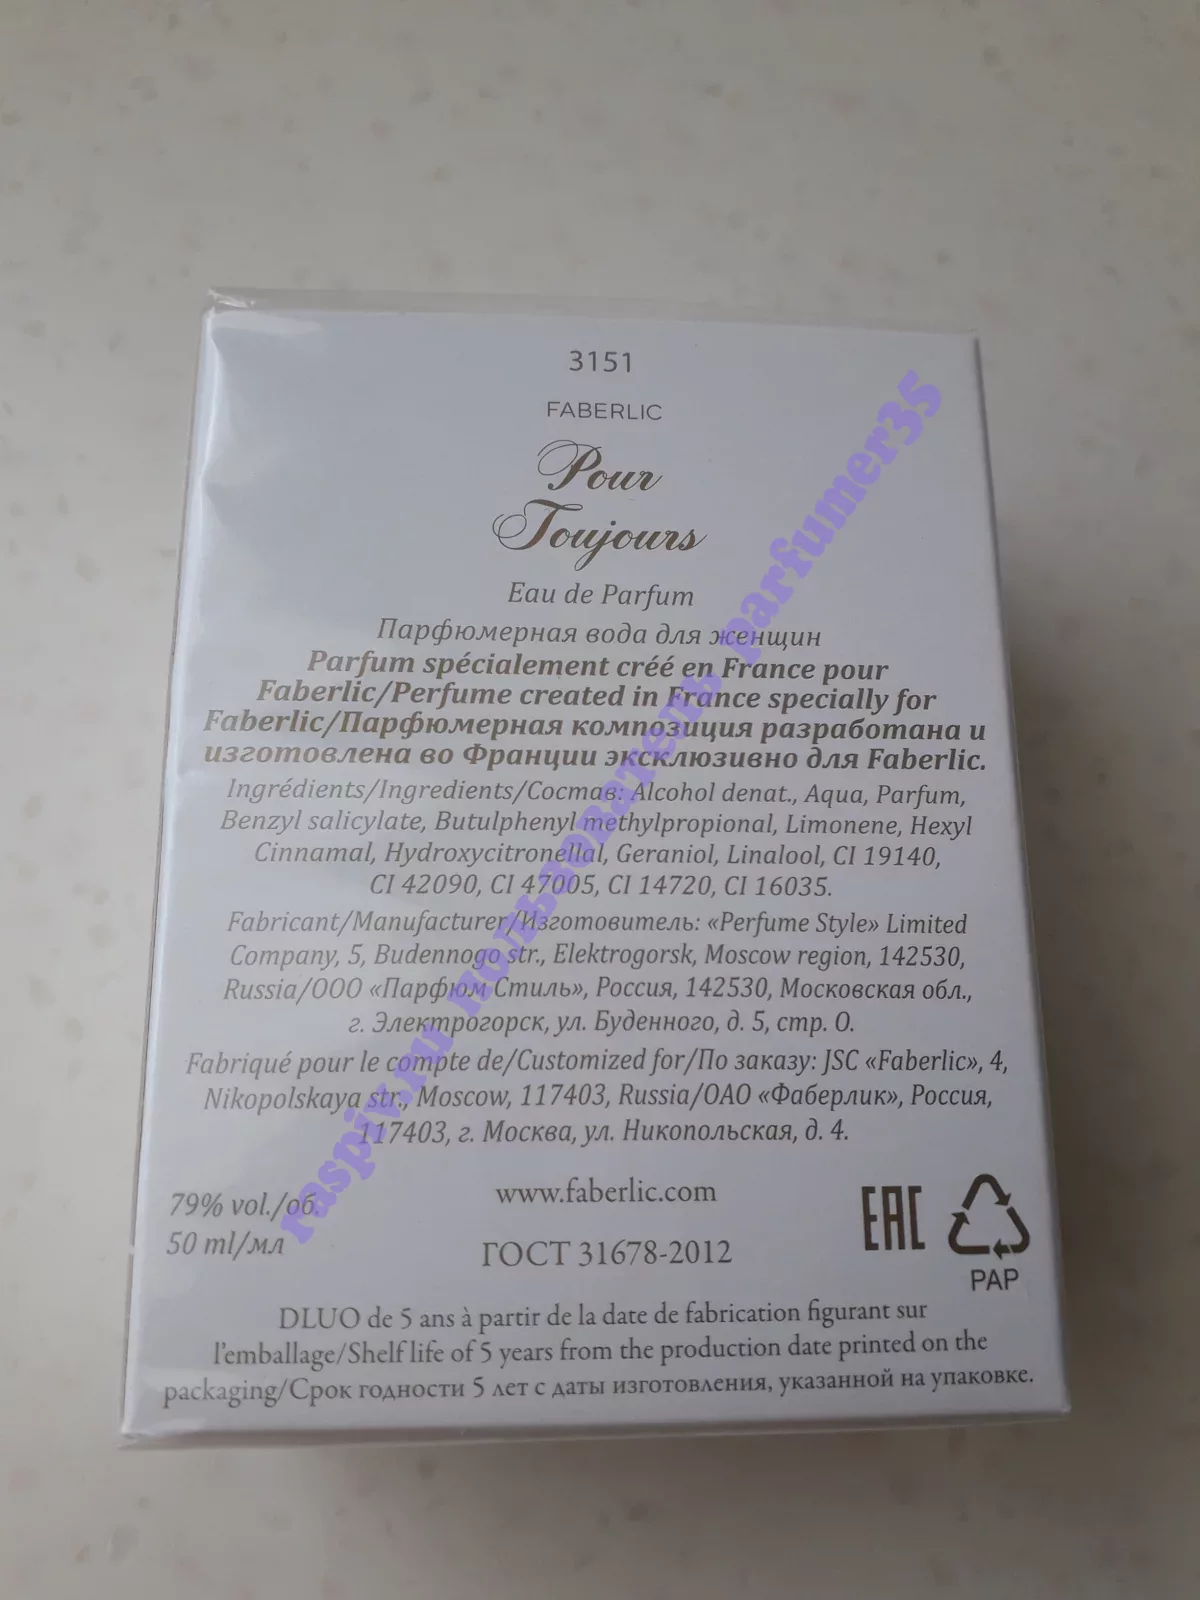 3151
FABERLIC
Pour
Toujours
Eau de Parfum
Парфюмерная вода для женщин
Parfum spécialement créé en France pour
Faberlic/Perfume created in France specially for
Faberlic/Парфюмерная композиция разработана и
изготовлена во Франции эксклюзивно для Faberlic.
Ingrédients/Ingredients/Состав: Alcohol denat., Aqua, Parfum,
Benzyl salicylate, Butulphenyl methylpropional, Limonene, Hexyl
Cinnamal, Hydroxycitronellal, Geraniol, Linalool, CI 19140,
CI 42090, CI 47005, CI 14720, CI 16035.
Fabricant/Manufacturer/Изготовитель: «Perfume Style» Limited
Company, 5, Budennogo str., Elektrogorsk, Moscow region, 142530,
Russia/ООО «Парфюм Стиль», Россия, 142530, Московская обл.,
г. Электрогорск, ул. Буденного, д. 5, стр. О.
Fabriqué pour le compte de/Customized for/По заказу: JSC «Faberlic», 4,
Nikopolskaya str., Moscow, 117403, Russia/ОАО «Фаберлик», Россия,
117403, г. Москва, ул. Никопольская, д. 4.
79% vol./об.
50 ml/мл
www.faberlic.com
ГОСТ 31678-2012
EAC
PAP
DLUO de 5 ans à partir de la date de fabrication figurant sur
l'emballage/Shelf life of 5 years from the production date printed on the
packaging/Срок годности 5 лет с даты изготовления, указанной на упаковке.
raspiv.ru пользователь parfumer35